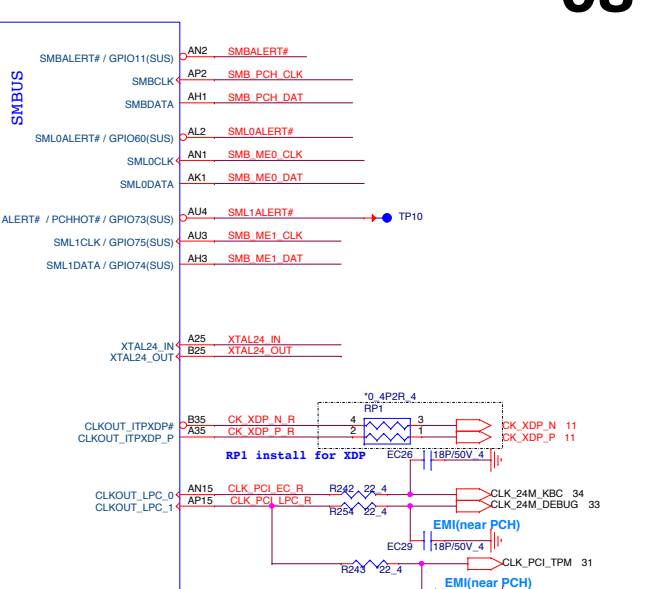 SMBUS
SMBALERT# / GPIO11(SUS) AN2 SMBALERT#
SMBCLK AP2 SMB_PCH_CLK
SMBDATA AH1 SMB_PCH_DAT
SML0ALERT# / GPIO60(SUS) AL2 SML0ALERT#
SML0CLK AN1 SMB_ME0_CLK
SML0DATA AK1 SMB_ME0_DAT
ALERT# / PCHHOT# / GPIO73(SUS) AU4 SML1ALERT# TP10
SML1CLK / GPIO75(SUS) AU3 SMB_ME1_CLK
SML1DATA / GPIO74(SUS) AH3 SMB_ME1_DAT
XTAL24_IN A25 XTAL24_IN
XTAL24_OUT B25 XTAL24_OUT
*0_4P2R_4
RP1
CLKOUT_ITPXDP# B35 CK_XDP_N_R 4 3 CK_XDP_N 11
CLKOUT_ITPXDP_P A35 CK_XDP_P_R 2 1 CK_XDP_P 11
RP1 install for XDP EC26 18P/50V_4
CLKOUT_LPC_0 AN15 CLK_PCI_EC_R R242 22_4 CLK_24M_KBC 34
CLKOUT_LPC_1 AP15 CLK_PCI_LPC_R R254 22_4 CLK_24M_DEBUG 33
EMI(near PCH)
EC29 18P/50V_4
R243 22_4 CLK_PCI_TPM 31
EMI(near PCH)